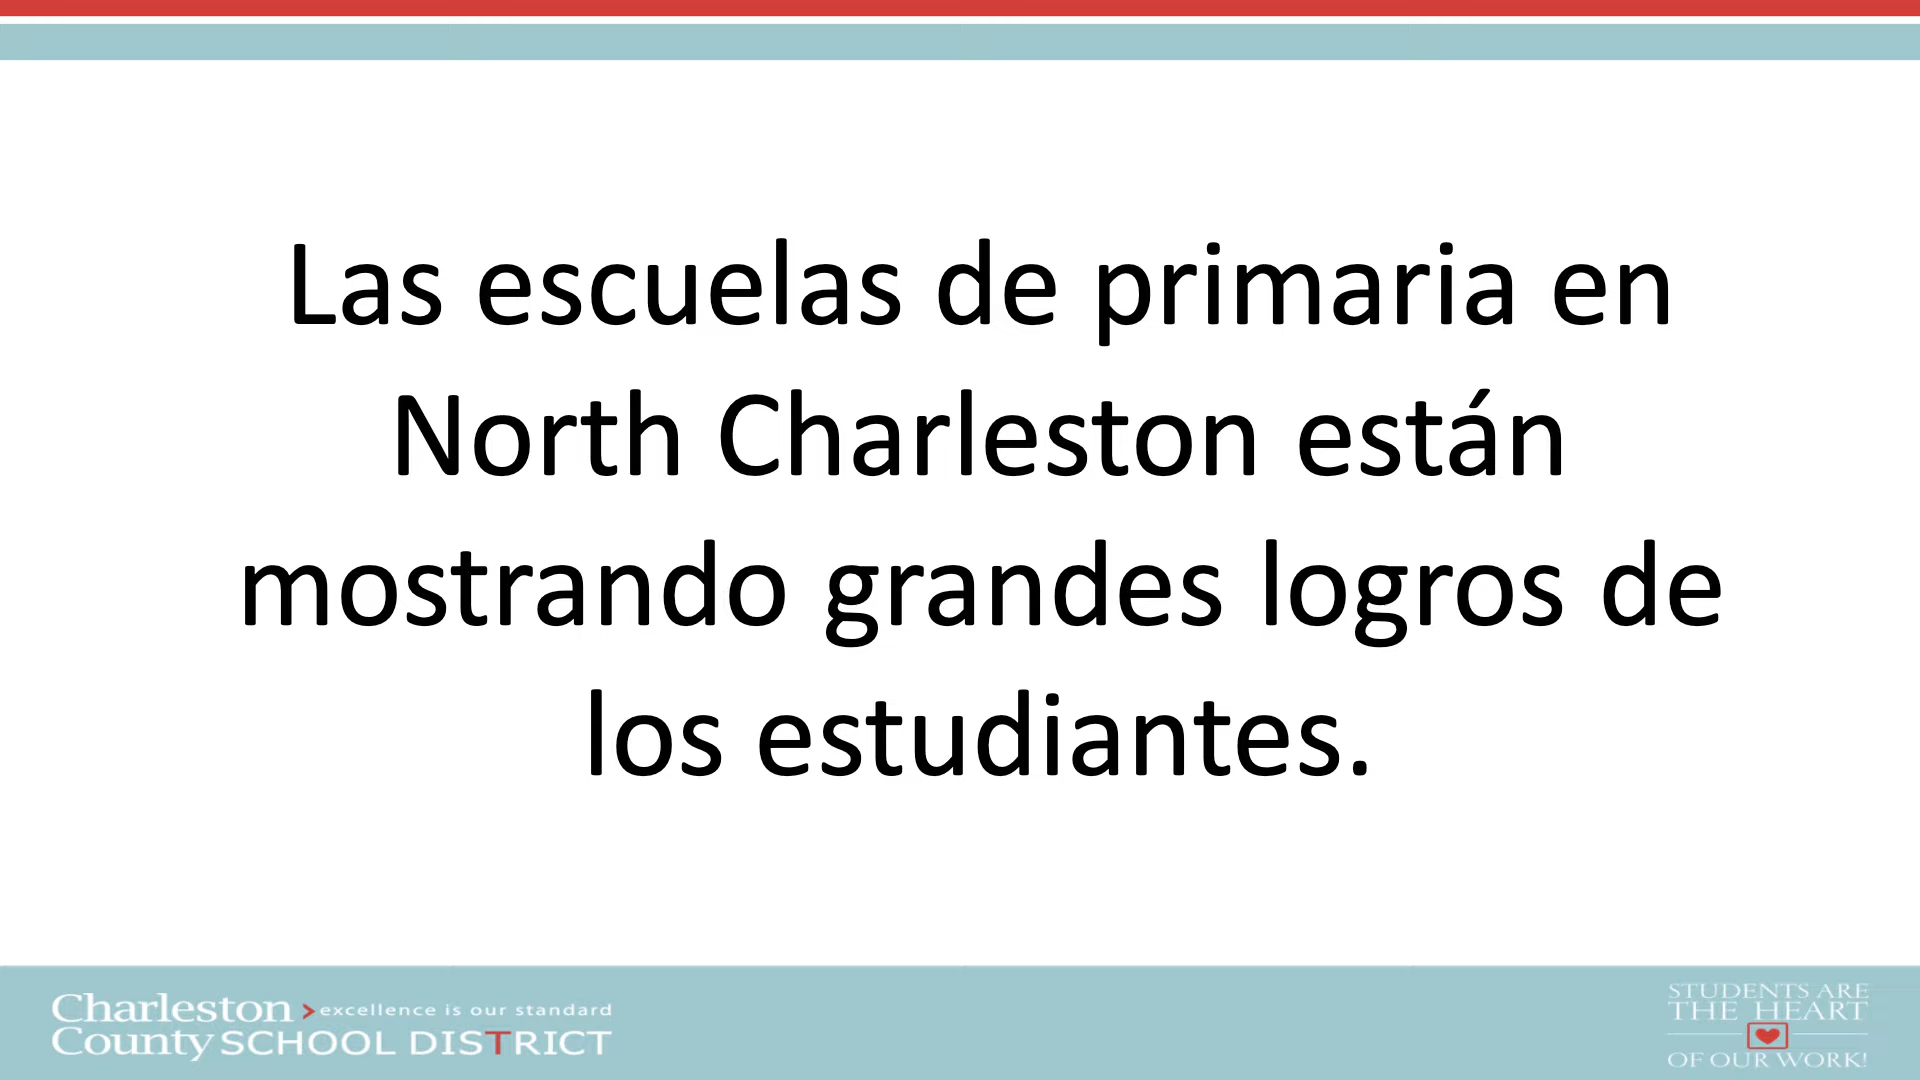 Las escuelas de primaria en
North Charleston están
mostrando grandes logros de
los estudiantes.
Charleston >excellence is our standard
County SCHOOL DISTRICT
STUDENTS ARE
THE HEART
OF OUR WORK!